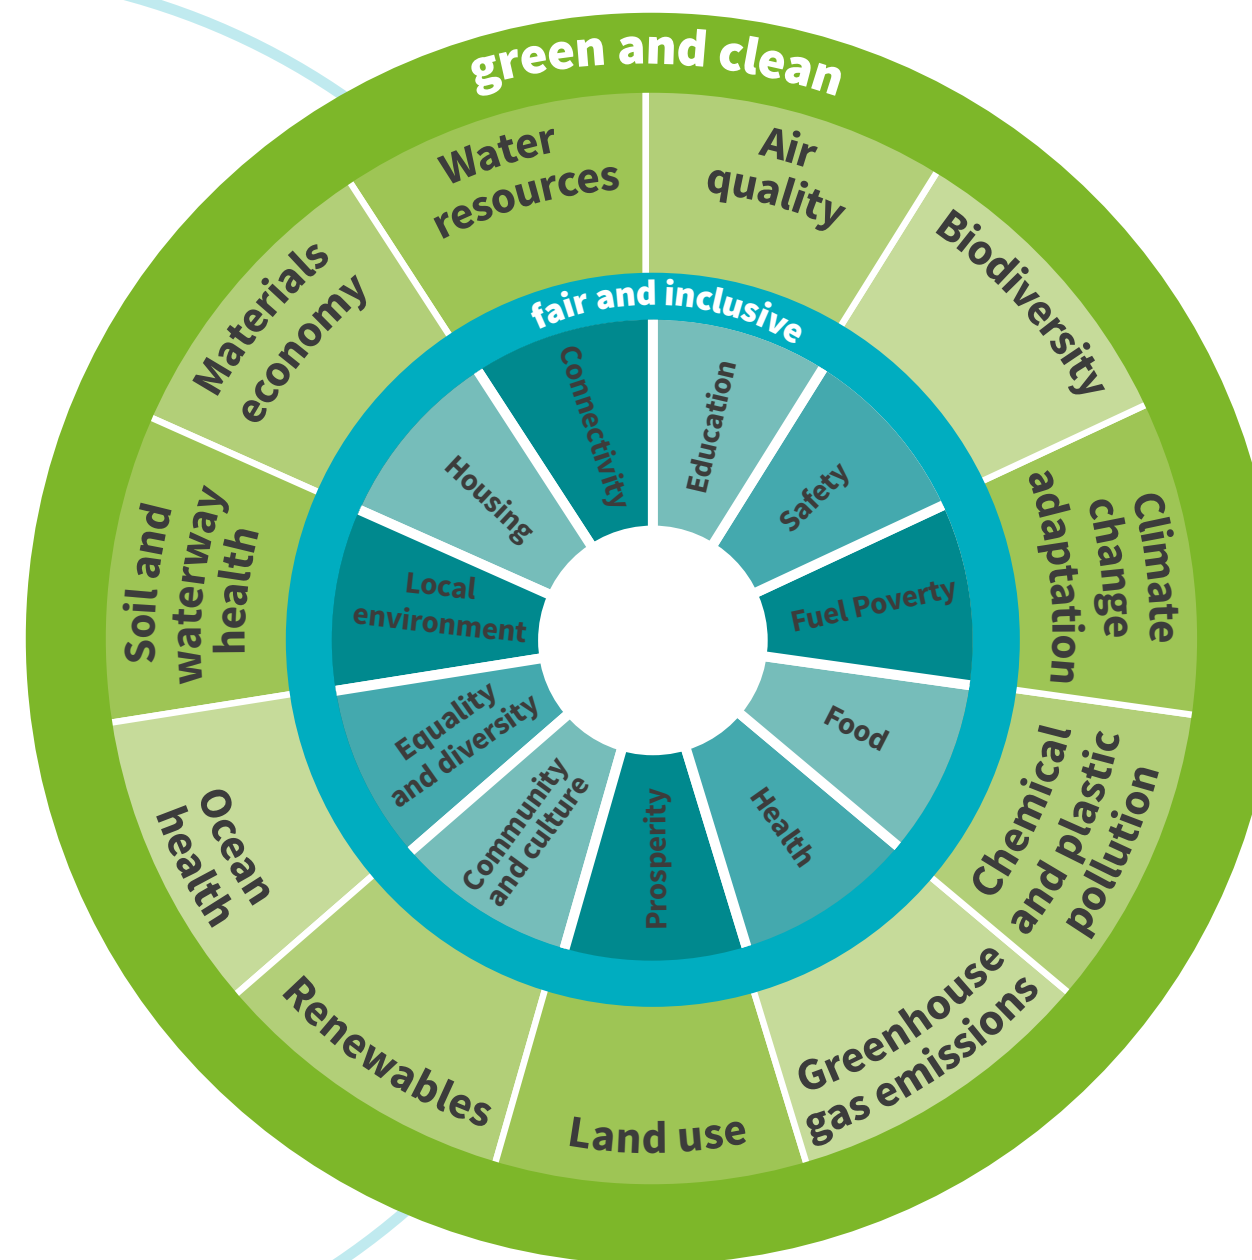 green and clean
Water
resources
Air
quality
Biodiversity
Climate
change
adaptation
Chemical
and plastic
pollution
Greenhouse
gas emissions
Land use
Renewables
Ocean
health
Soil and
waterway
health
Materials
economy
fair and inclusive
Connectivity
Education
Safety
Fuel Poverty
Food
Health
Prosperity
Community
and culture
Equality
and diversity
Local
environment
Housing